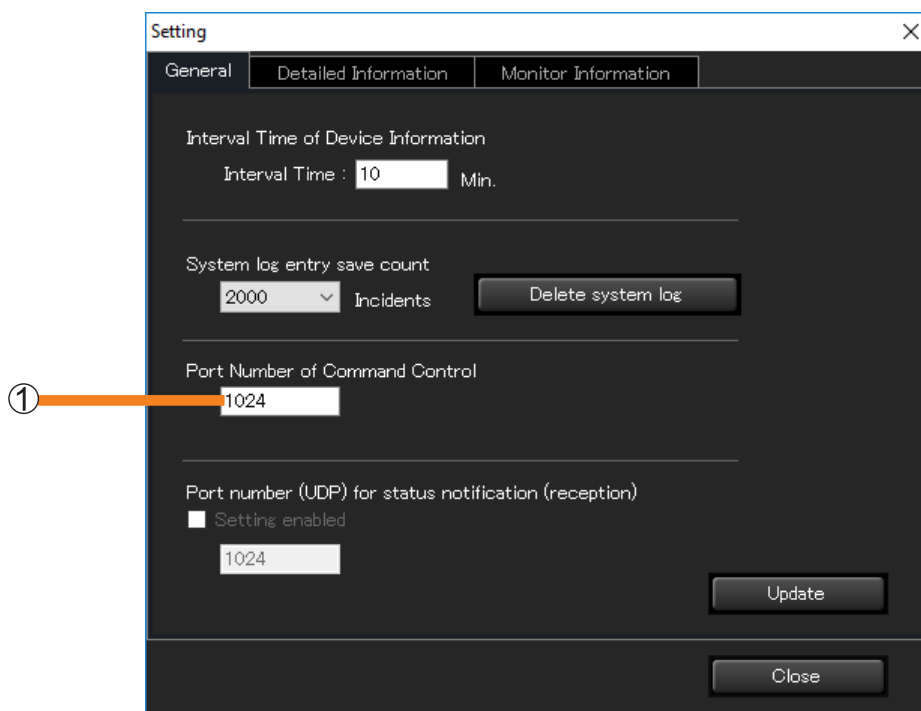 Setting
General Detailed Information Monitor Information
Interval Time of Device Information
Interval Time : 10 Min.
System log entry save count
2000 Incidents Delete system log
Port Number of Command Control
① 1024
Port number (UDP) for status notification (reception)
Setting enabled
1024
Update
Close